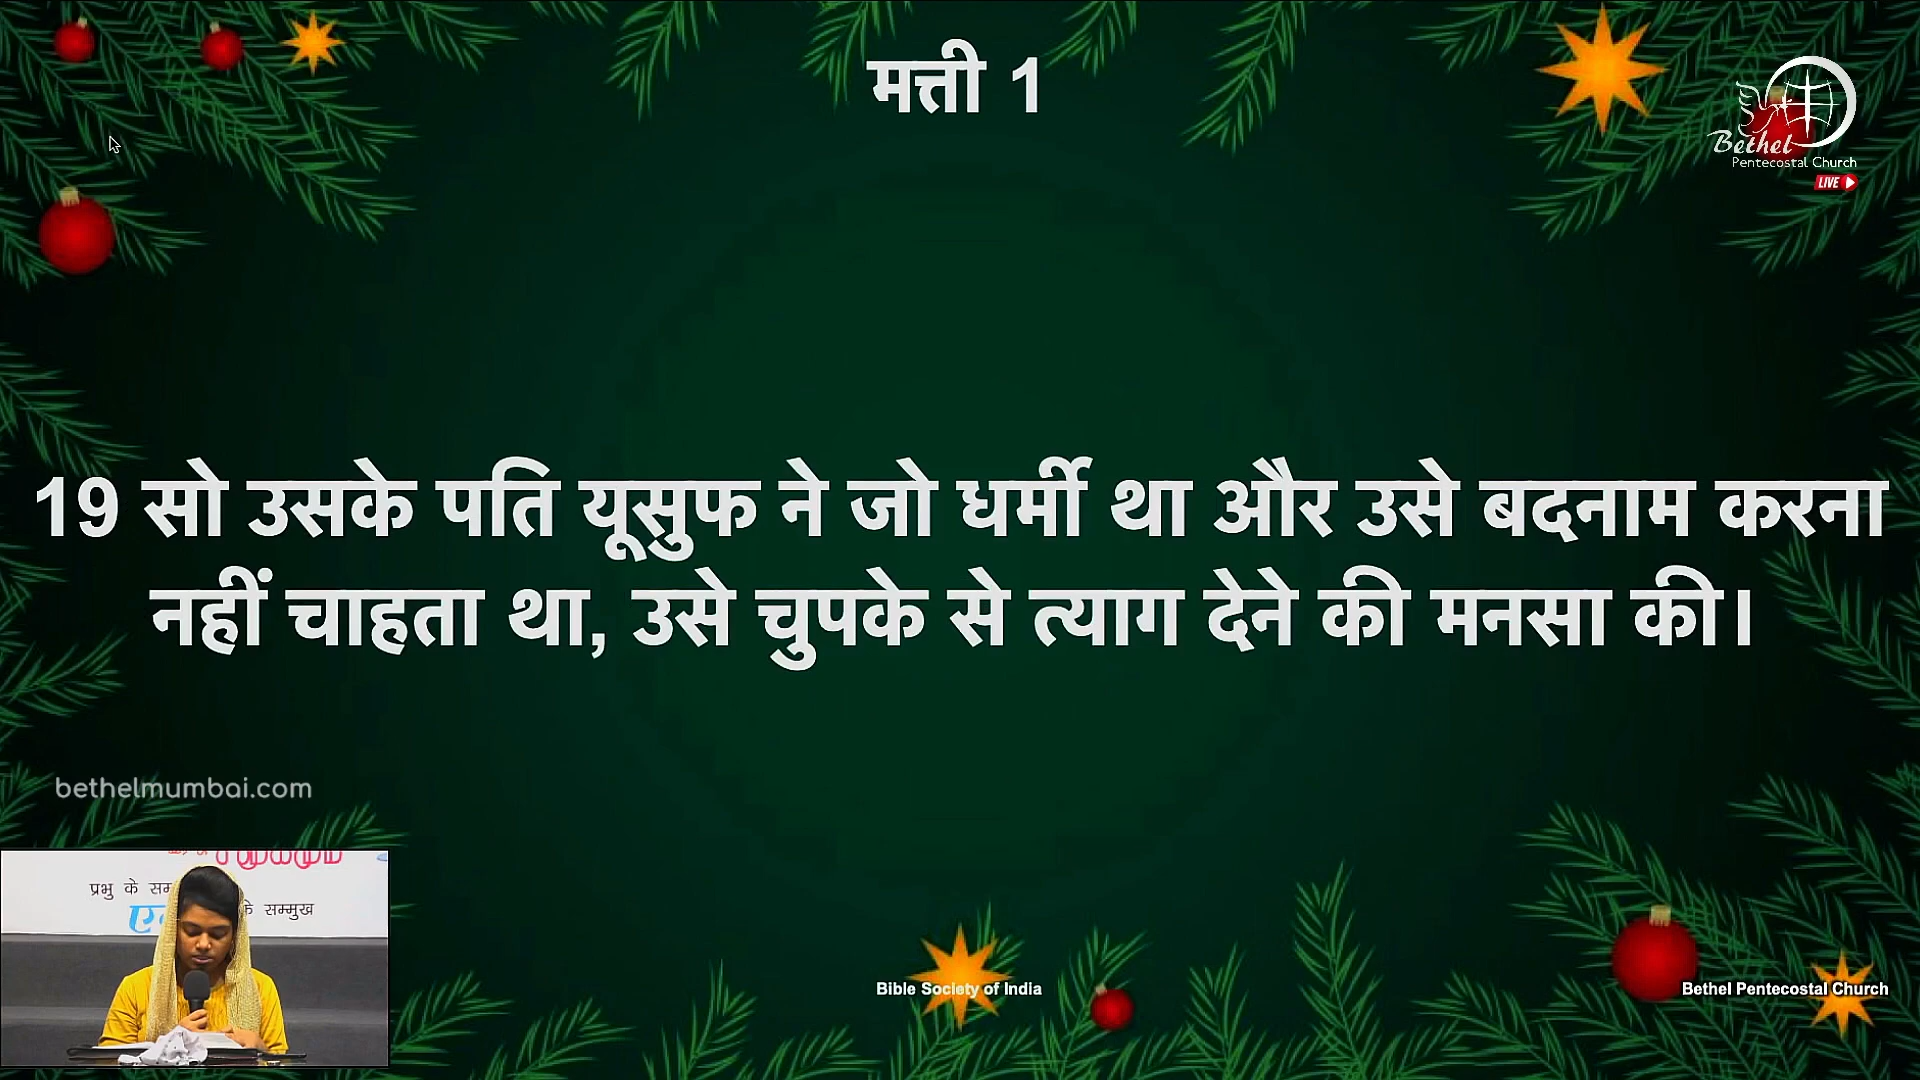 मत्ती 1
Bethel
Pentecostal Church
LIVE
19 सो उसके पति यूसुफ ने जो धर्मी था और उसे बदनाम करना
नहीं चाहता था, उसे चुपके से त्याग देने की मनसा की।
bethelmumbai.com
प्रभु के
के सम्मुख
Bible Society of India
Bethel Pentecostal Church